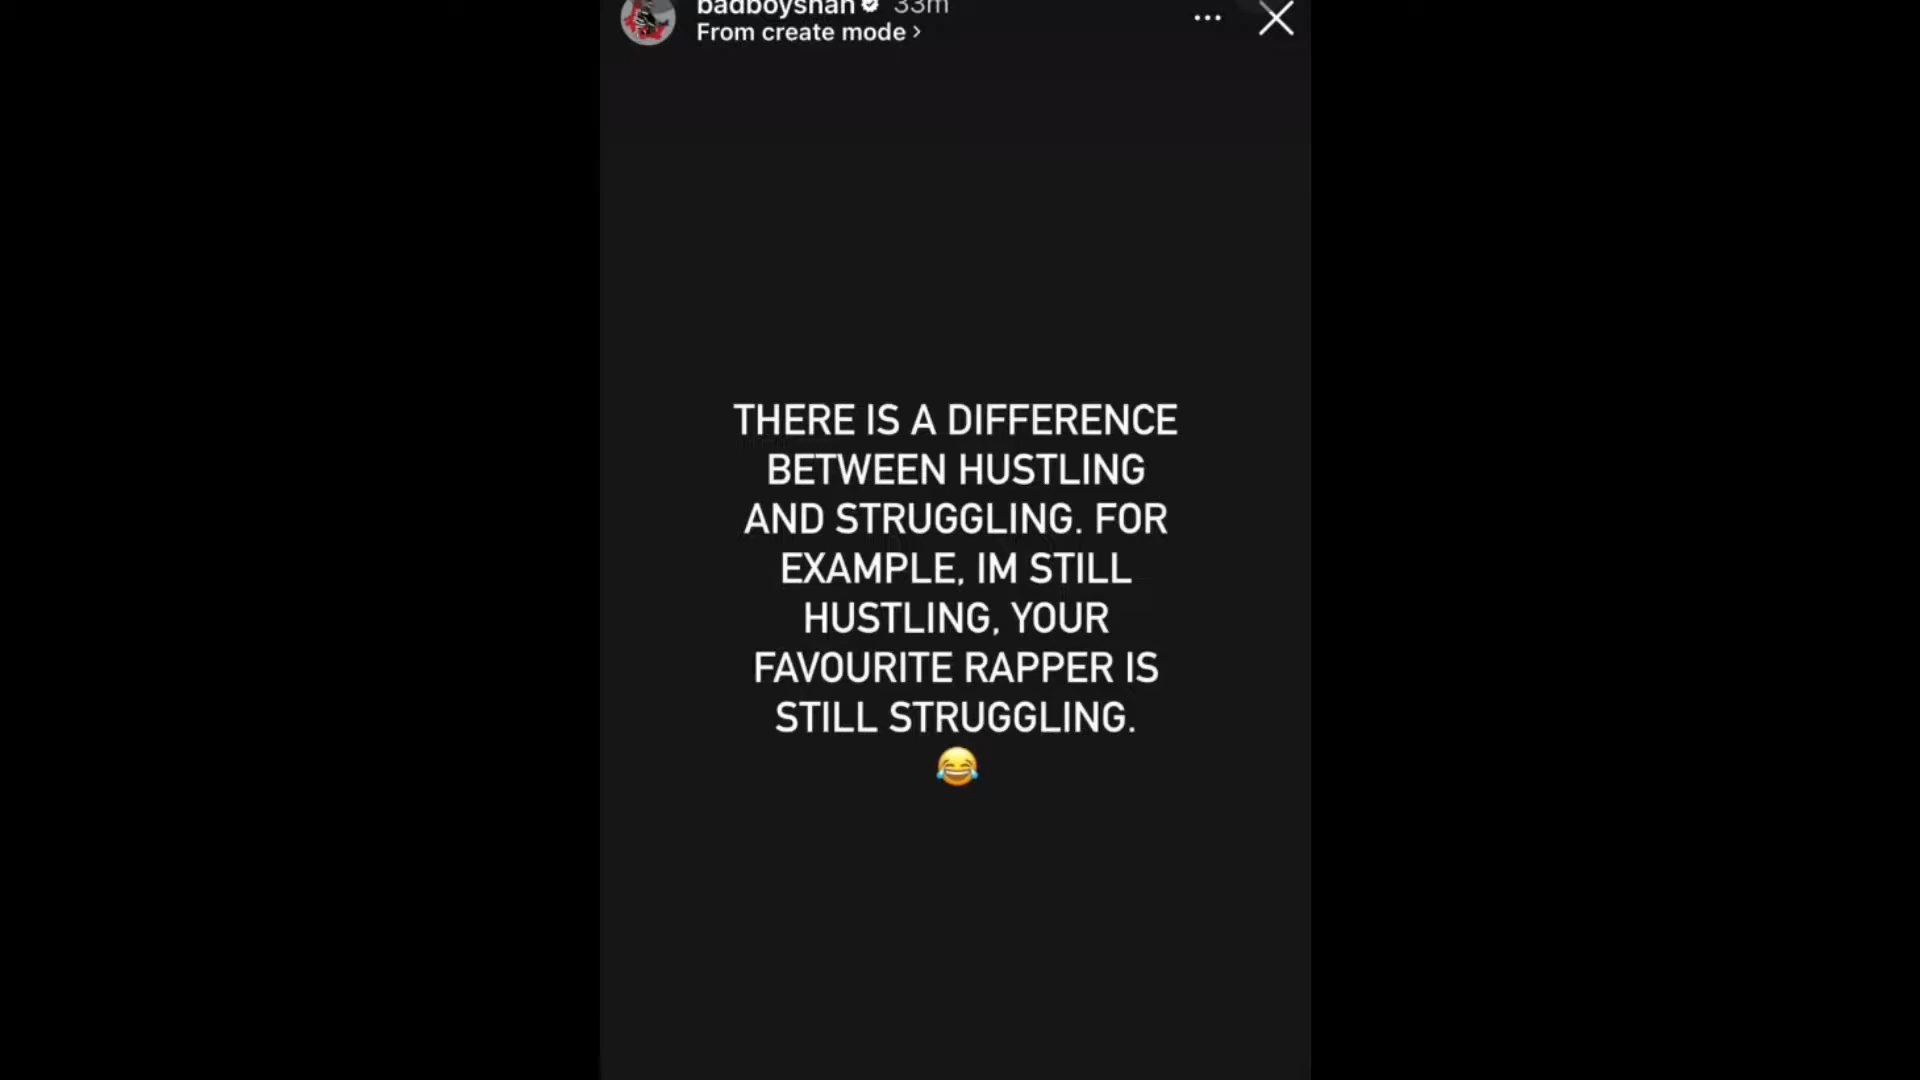 badboyshah 33m
From create mode >
THERE IS A DIFFERENCE
BETWEEN HUSTLING
AND STRUGGLING. FOR
EXAMPLE, IM STILL
HUSTLING, YOUR
FAVOURITE RAPPER IS
STILL STRUGGLING.
😂